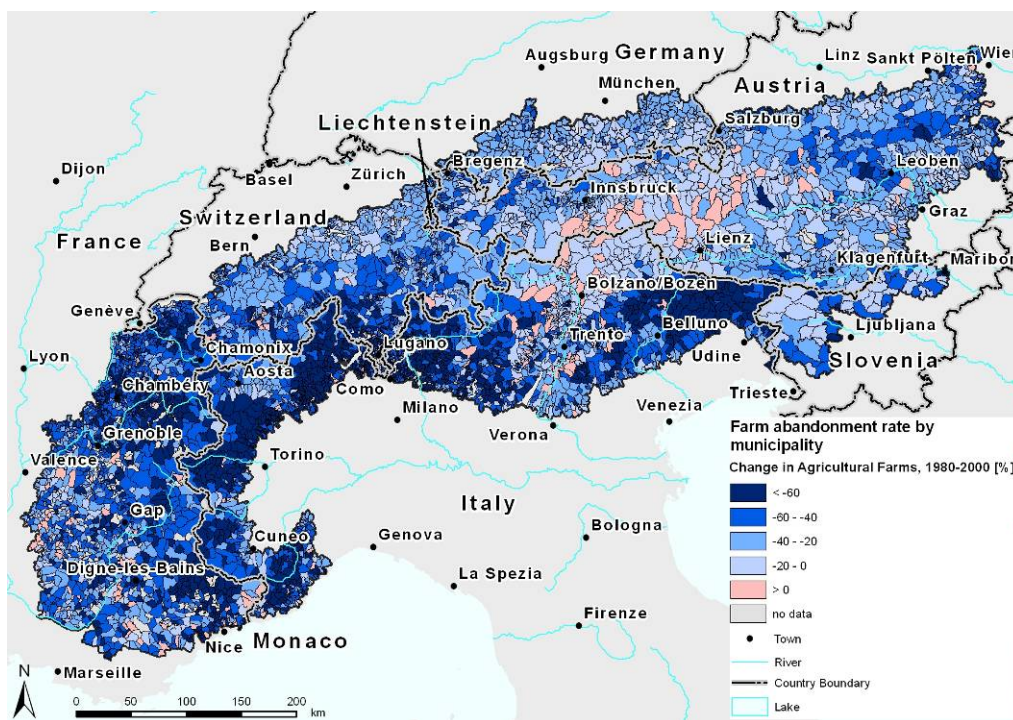 Augsburg
Germany
Linz
Sankt Pölten
Wien
München
Austria
Liechtenstein
Salzburg
Dijon
Basel
Zürich
Bregenz
Innsbruck
Leoben
Switzerland
Graz
France
Bern
Lienz
Klagenfurt
Maribor
Bolzano/Bozen
Genève
Lugano
Trento
Belluno
Ljubljana
Lyon
Chamonix
Aosta
Udine
Slovenia
Chambéry
Como
Milano
Trieste
Venezia
Grenoble
Verona
Valence
Torino
Gap
Italy
Cuneo
Genova
Bologna
Digne-les-Bains
La Spezia
Firenze
Monaco
Nice
Marseille
Farm abandonment rate by
municipality
Change in Agricultural Farms, 1980-2000 [%]
< -60
-60 - -40
-40 - -20
-20 - 0
> 0
no data
Town
River
Country Boundary
Lake
N
0 50 100 150 200
km